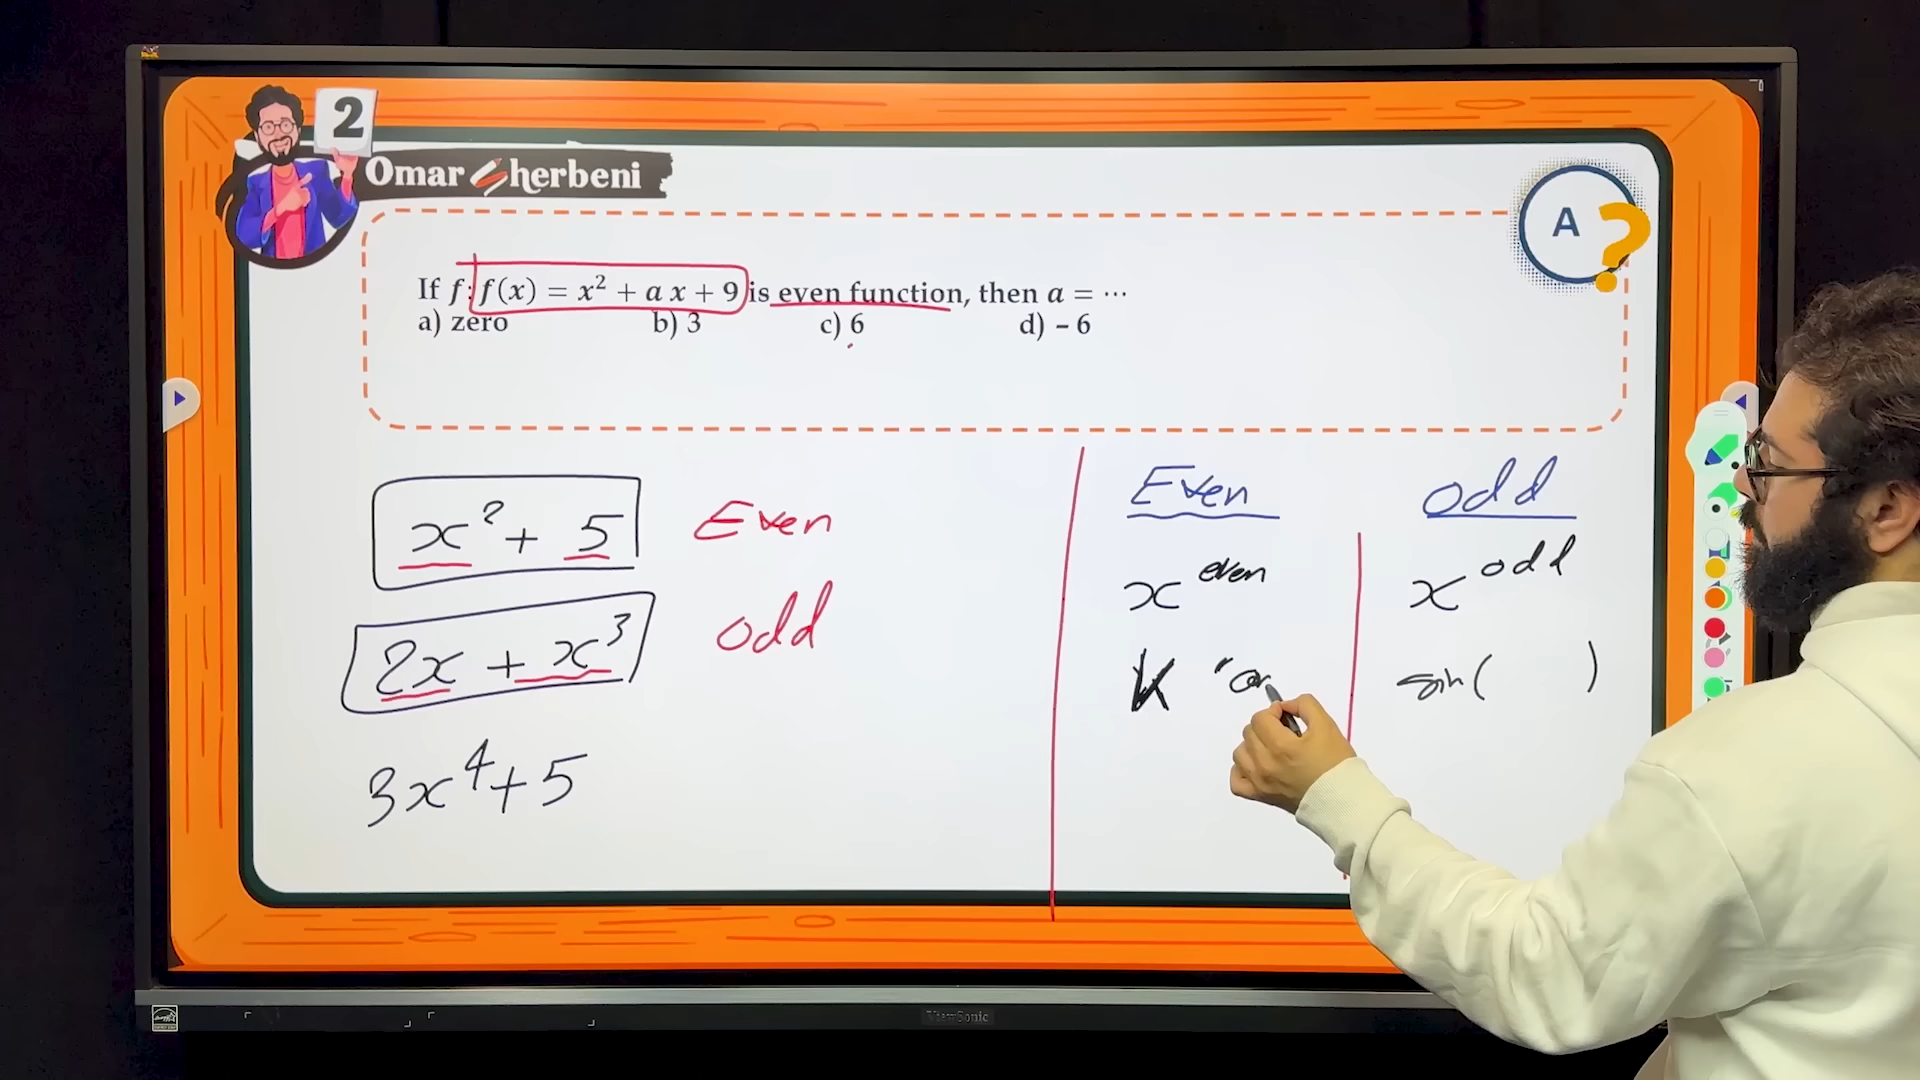 2
Omar Sherbeni
A ?
If f: f(x) = x² + a x + 9 is even function, then a = ⋯
a) zero b) 3 c) 6 d) – 6
x² + 5 Even
2x + x³ odd
3x⁴ + 5
Even odd
x^even x^odd
K sin( )
ViewSonic